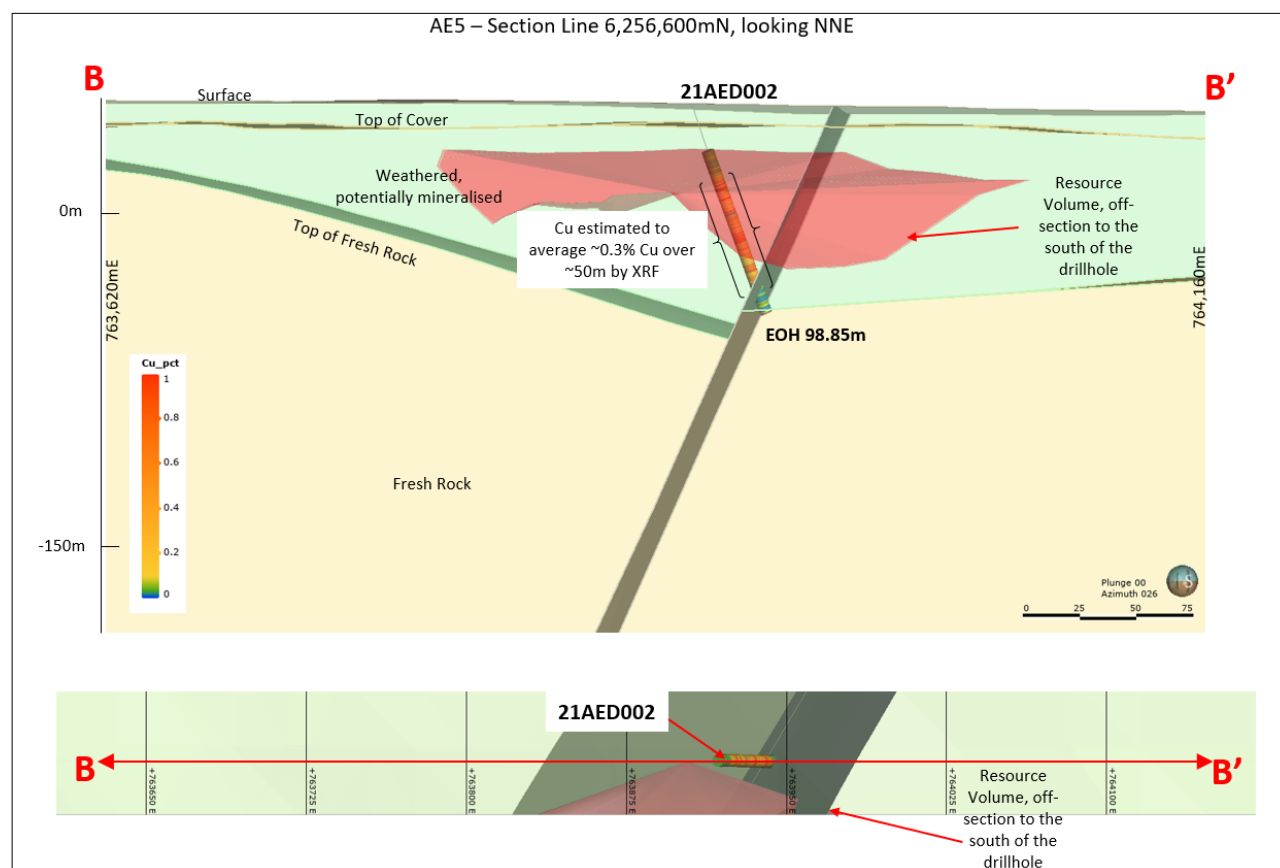 AE5 – Section Line 6,256,600mN, looking NNE
B
B'
21AED002
Surface
Top of Cover
Weathered,
potentially mineralised
0m
Top of Fresh Rock
Cu estimated to
average ~0.3% Cu over
~50m by XRF
Resource
Volume, off-
section to the
south of the
drillhole
763,620mE
764,160mE
EOH 98.85m
Cu_pct
1
0.8
0.6
0.4
0.2
0
Fresh Rock
-150m
Plunge 00
Azimuth 026
S
0 25 50 75
21AED002
B
B'
+763650 E
+763725 E
+763800 E
+763875 E
+763950 E
+764025 E
+764100 E
Resource
Volume, off-
section to the
south of the
drillhole